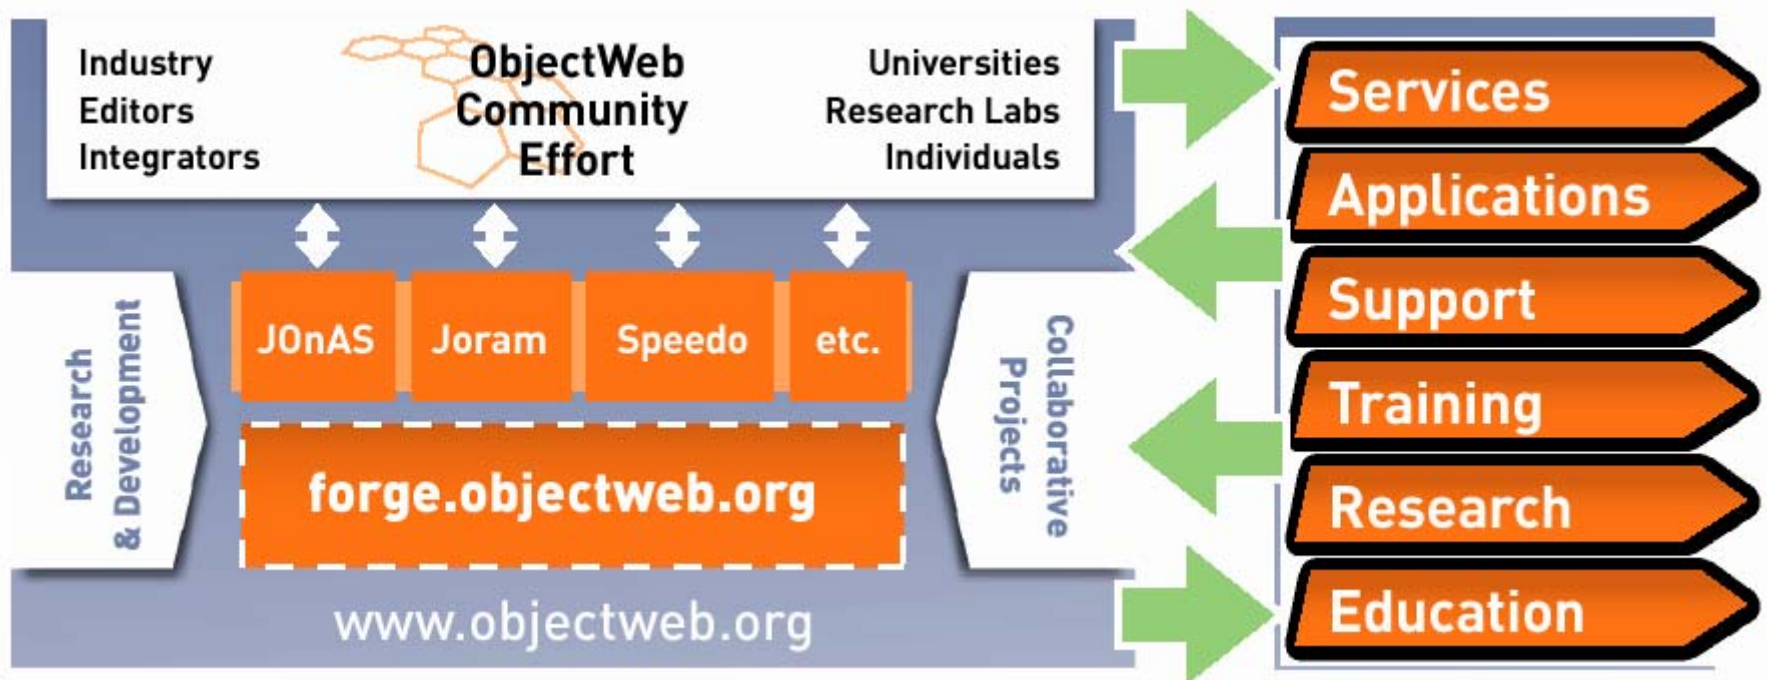 Industry
Editors
Integrators
ObjectWeb
Community
Effort
Universities
Research Labs
Individuals
JOnAS
Joram
Speedo
etc.
Research
& Development
Collaborative
Projects
forge.objectweb.org
www.objectweb.org
Services
Applications
Support
Training
Research
Education